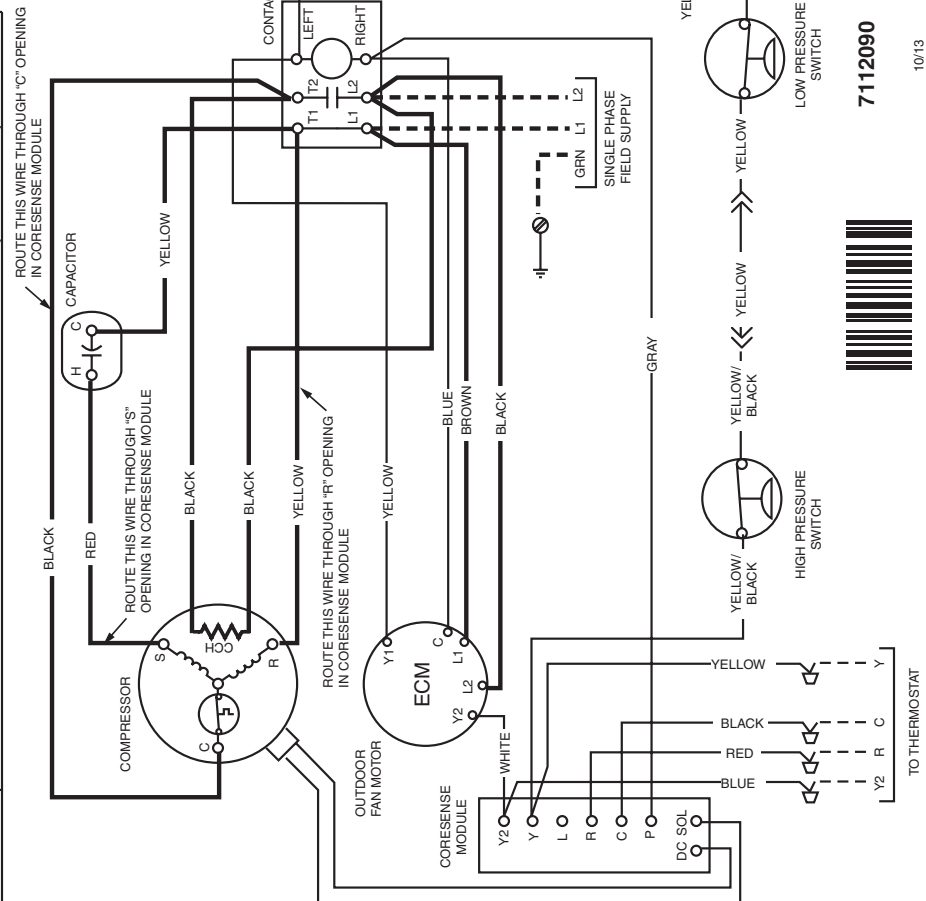 ROUTE THIS WIRE THROUGH “C” OPENING
IN CORESENSE MODULE
CAPACITOR
C
H
YELLOW
CONTA
LEFT
RIGHT
T2
L2
T1
L1
L2
L1
GRN
SINGLE PHASE
FIELD SUPPLY
YEL
LOW PRESSURE
SWITCH
7112090
10/13
YELLOW
YELLOW
YELLOW/
BLACK
HIGH PRESSURE
SWITCH
YELLOW/
BLACK
GRAY
BLACK
RED
ROUTE THIS WIRE THROUGH “S”
OPENING IN CORESENSE MODULE
BLACK
BLACK
YELLOW
ROUTE THIS WIRE THROUGH “R” OPENING
IN CORESENSE MODULE
YELLOW
BLUE
BROWN
BLACK
COMPRESSOR
S
CCH
R
C
OUTDOOR
FAN MOTOR
ECM
Y1
C
L1
L2
Y2
WHITE
CORESENSE
MODULE
Y2
Y
L
R
C
P
DC SOL
YELLOW
BLACK
RED
BLUE
Y
C
R
Y2
TO THERMOSTAT